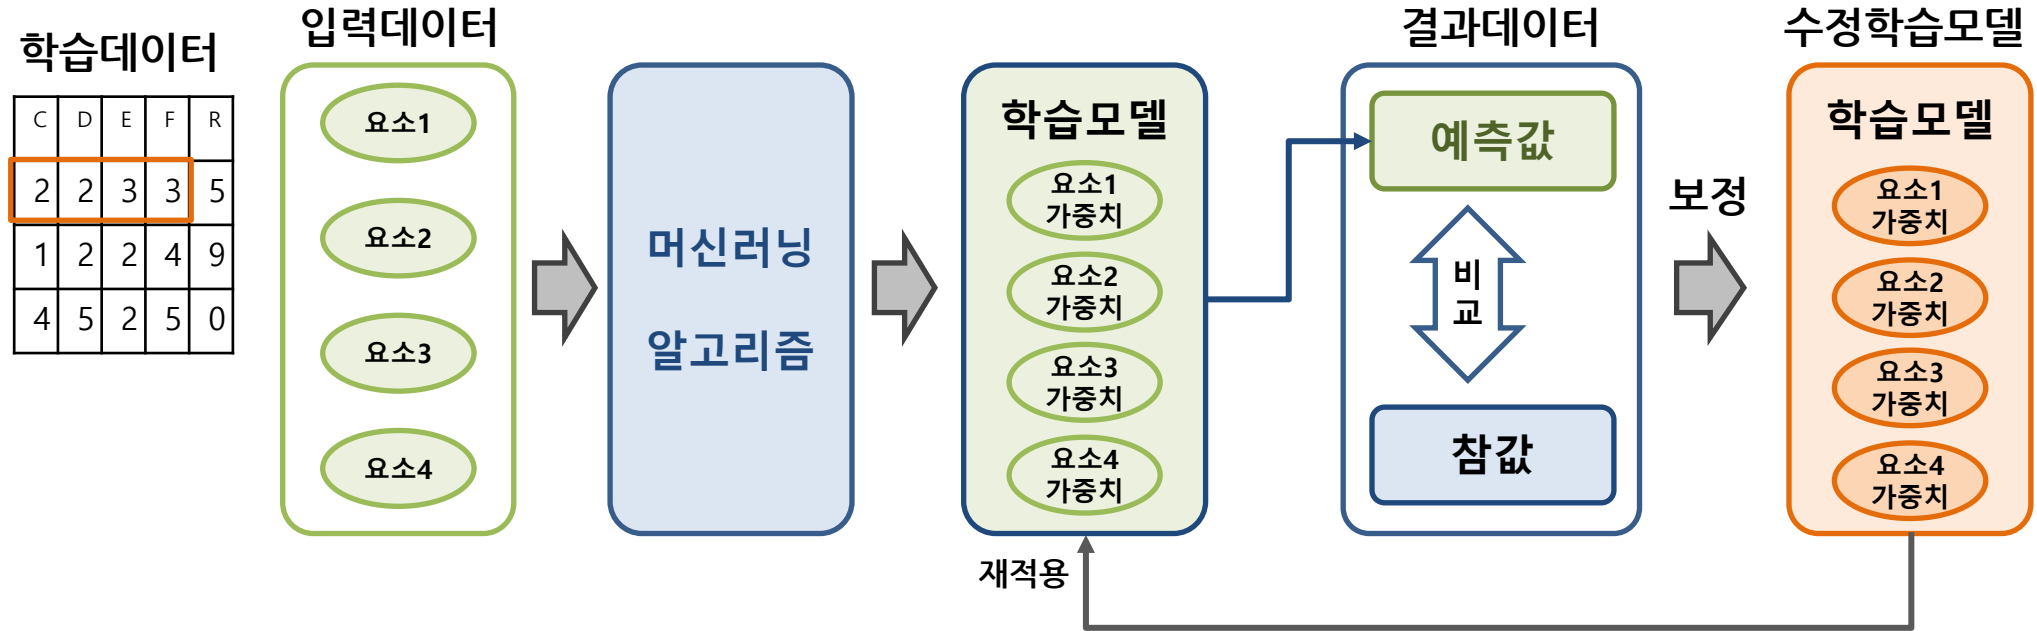 학습데이터
C D E F R
2 2 3 3 5
1 2 2 4 9
4 5 2 5 0
입력데이터
요소1
요소2
요소3
요소4
머신러닝
알고리즘
학습모델
요소1
가중치
요소2
가중치
요소3
가중치
요소4
가중치
재적용
결과데이터
예측값
비
교
참값
보정
수정학습모델
학습모델
요소1
가중치
요소2
가중치
요소3
가중치
요소4
가중치